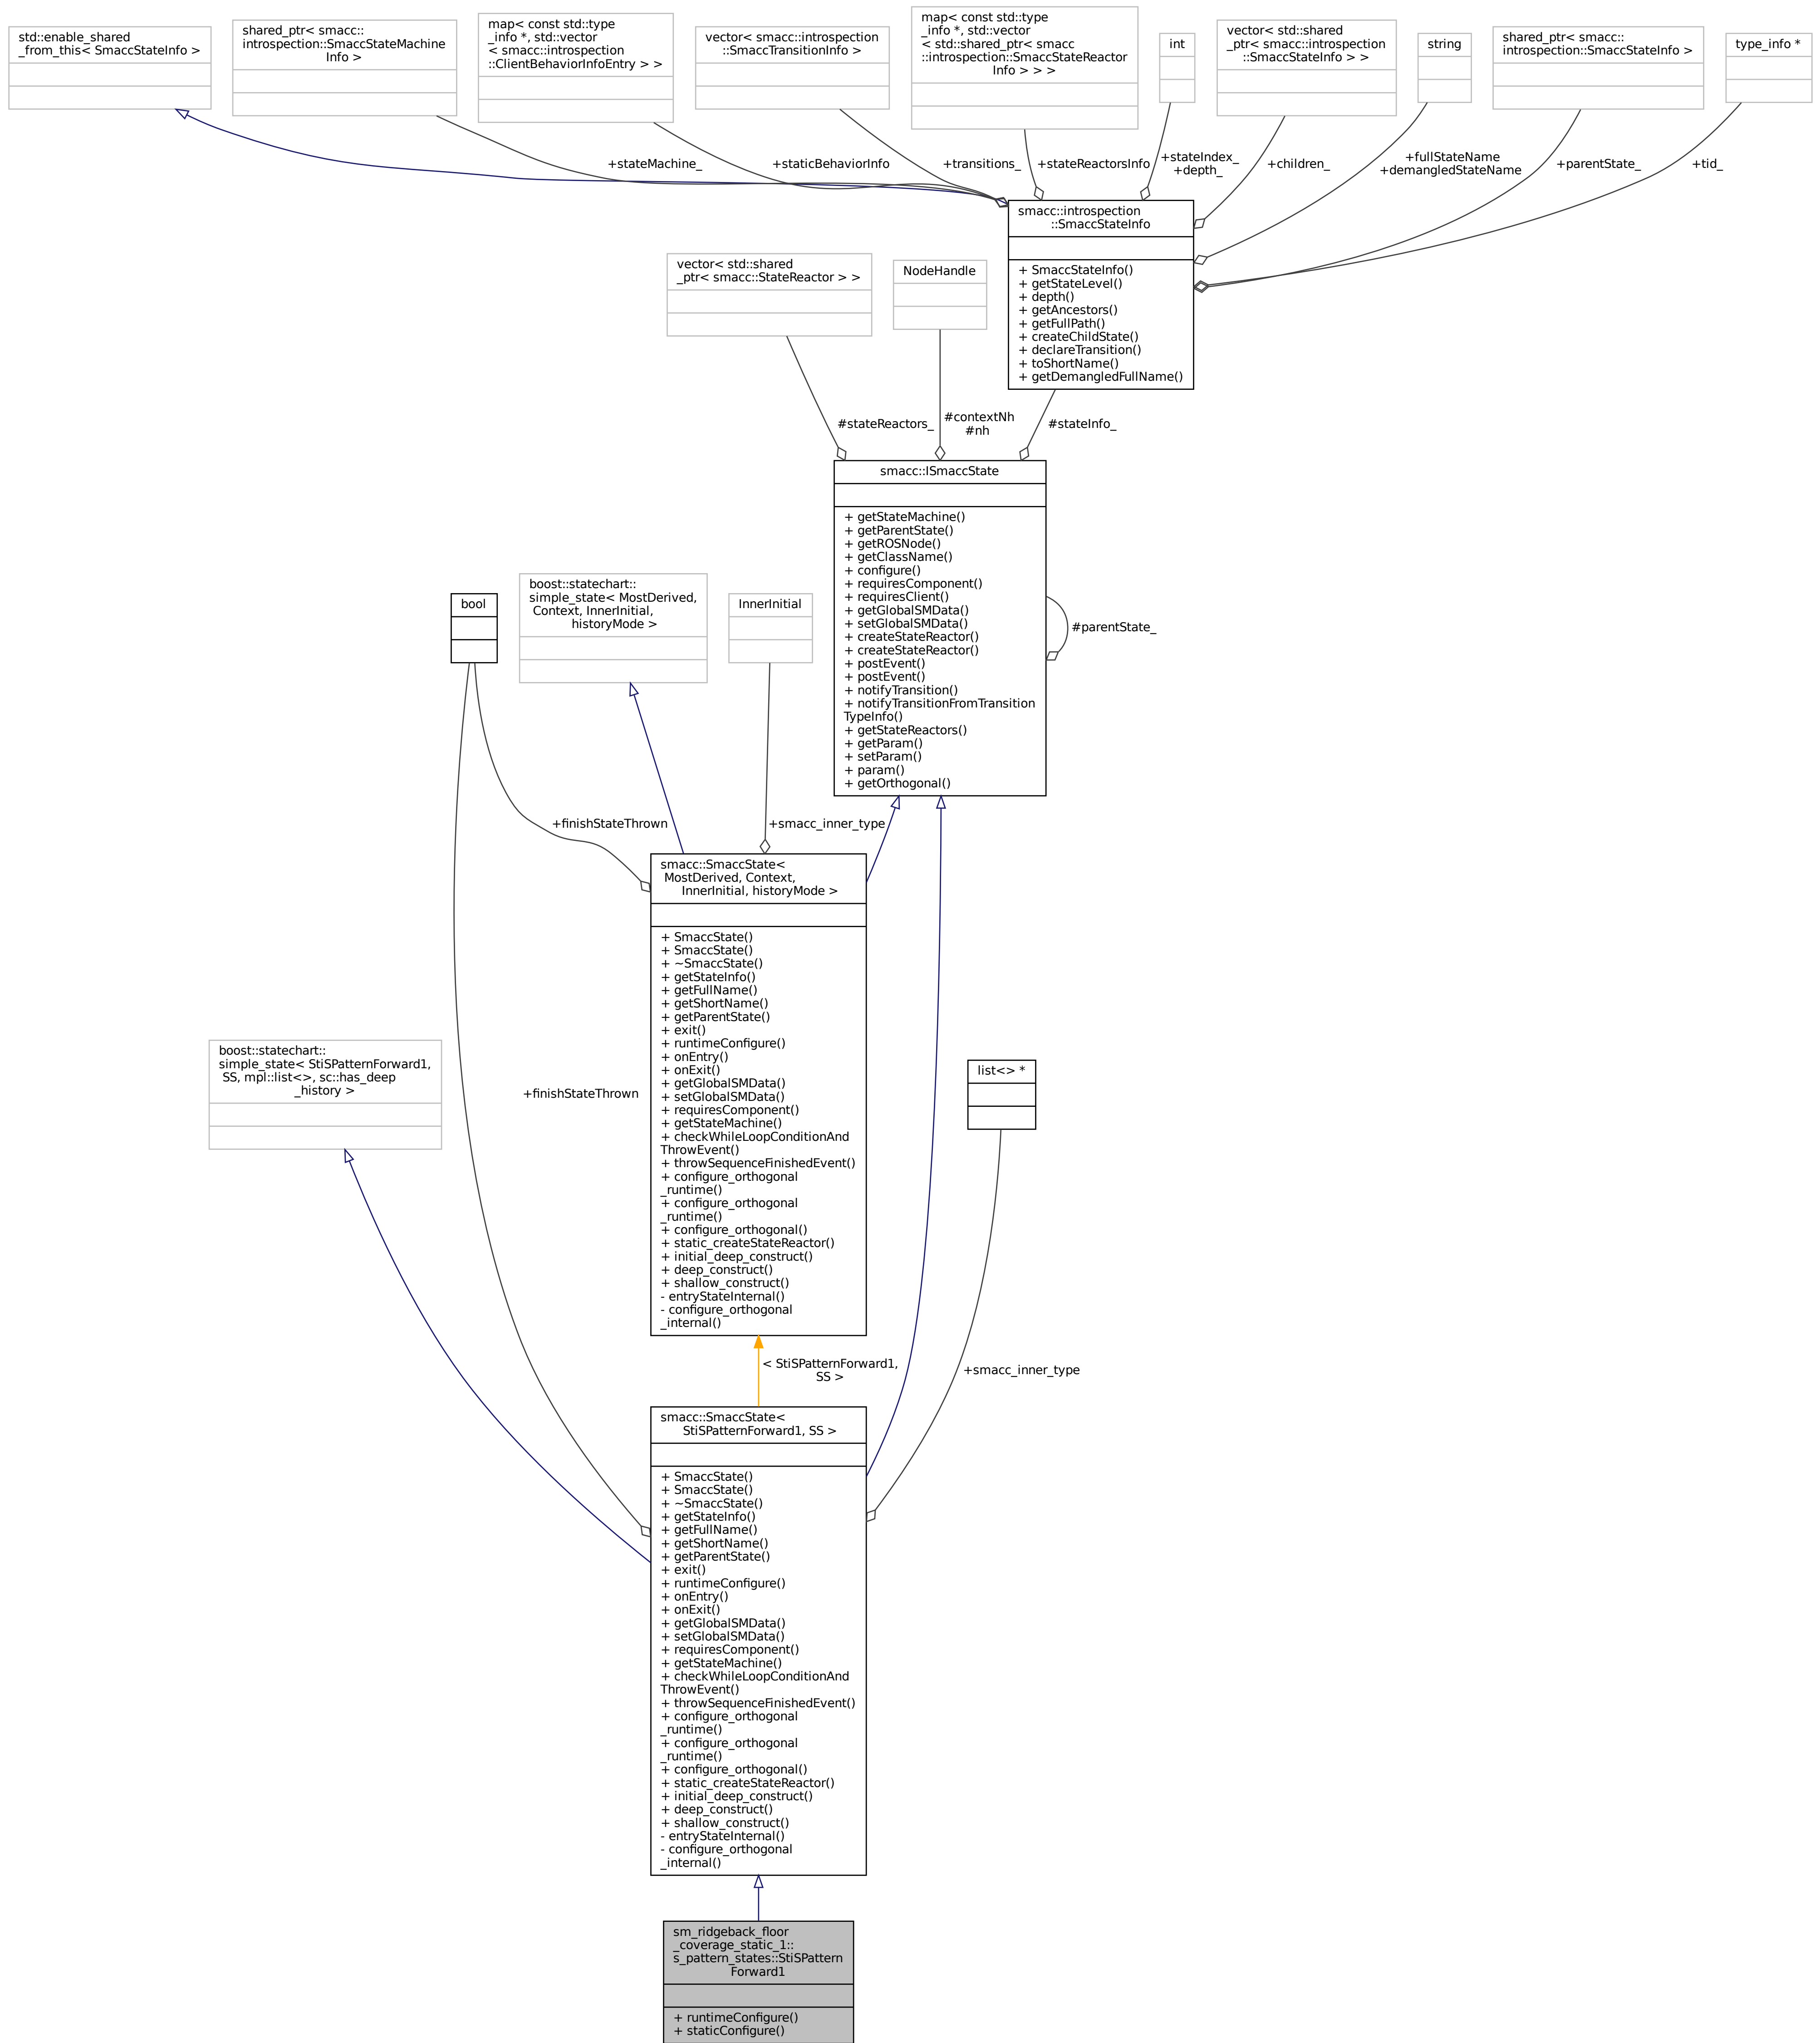 std::enable_shared
_from_this< SmaccStateInfo >
shared_ptr< smacc::
introspection::SmaccStateMachine
Info >
map< const std::type
_info *, std::vector
< smacc::introspection
::ClientBehaviorInfoEntry > >
vector< smacc::introspection
::SmaccTransitionInfo >
map< const std::type
_info *, std::vector
< std::shared_ptr< smacc
::introspection::SmaccStateReactor
Info > > >
int
vector< std::shared
_ptr< smacc::introspection
::SmaccStateInfo > >
string
shared_ptr< smacc::
introspection::SmaccStateInfo >
type_info *
+stateMachine_
+staticBehaviorInfo
+transitions_
+stateReactorsInfo
+stateIndex_
+depth_
+children_
+fullStateName
+demangledStateName
+parentState_
+tid_
smacc::introspection
::SmaccStateInfo
+ SmaccStateInfo()
+ getStateLevel()
+ depth()
+ getAncestors()
+ getFullPath()
+ createChildState()
+ declareTransition()
+ toShortName()
+ getDemangledFullName()
vector< std::shared
_ptr< smacc::StateReactor > >
NodeHandle
#stateReactors_
#contextNh
#nh
#stateInfo_
smacc::ISmaccState
+ getStateMachine()
+ getParentState()
+ getROSNode()
+ getClassName()
+ configure()
+ requiresComponent()
+ requiresClient()
+ getGlobalSMData()
+ setGlobalSMData()
+ createStateReactor()
+ createStateReactor()
+ postEvent()
+ postEvent()
+ notifyTransition()
+ notifyTransitionFromTransition
TypeInfo()
+ getStateReactors()
+ getParam()
+ setParam()
+ param()
+ getOrthogonal()
#parentState_
bool
boost::statechart::
simple_state< MostDerived,
Context, InnerInitial,
historyMode >
InnerInitial
+finishStateThrown
+smacc_inner_type
smacc::SmaccState<
MostDerived, Context,
InnerInitial, historyMode >
+ SmaccState()
+ SmaccState()
+ ~SmaccState()
+ getStateInfo()
+ getFullName()
+ getShortName()
+ getParentState()
+ exit()
+ runtimeConfigure()
+ onEntry()
+ onExit()
+ getGlobalSMData()
+ setGlobalSMData()
+ requiresComponent()
+ getStateMachine()
+ checkWhileLoopConditionAnd
ThrowEvent()
+ throwSequenceFinishedEvent()
+ configure_orthogonal
_runtime()
+ configure_orthogonal
_runtime()
+ configure_orthogonal()
+ static_createStateReactor()
+ initial_deep_construct()
+ deep_construct()
+ shallow_construct()
- entryStateInternal()
- configure_orthogonal
_internal()
boost::statechart::
simple_state< StiSPatternForward1,
SS, mpl::list<>, sc::has_deep
_history >
+finishStateThrown
list<> *
< StiSPatternForward1,
SS >
+smacc_inner_type
smacc::SmaccState<
StiSPatternForward1, SS >
+ SmaccState()
+ SmaccState()
+ ~SmaccState()
+ getStateInfo()
+ getFullName()
+ getShortName()
+ getParentState()
+ exit()
+ runtimeConfigure()
+ onEntry()
+ onExit()
+ getGlobalSMData()
+ setGlobalSMData()
+ requiresComponent()
+ getStateMachine()
+ checkWhileLoopConditionAnd
ThrowEvent()
+ throwSequenceFinishedEvent()
+ configure_orthogonal
_runtime()
+ configure_orthogonal
_runtime()
+ configure_orthogonal()
+ static_createStateReactor()
+ initial_deep_construct()
+ deep_construct()
+ shallow_construct()
- entryStateInternal()
- configure_orthogonal
_internal()
sm_ridgeback_floor
_coverage_static_1::
s_pattern_states::StiSPattern
Forward1
+ runtimeConfigure()
+ staticConfigure()